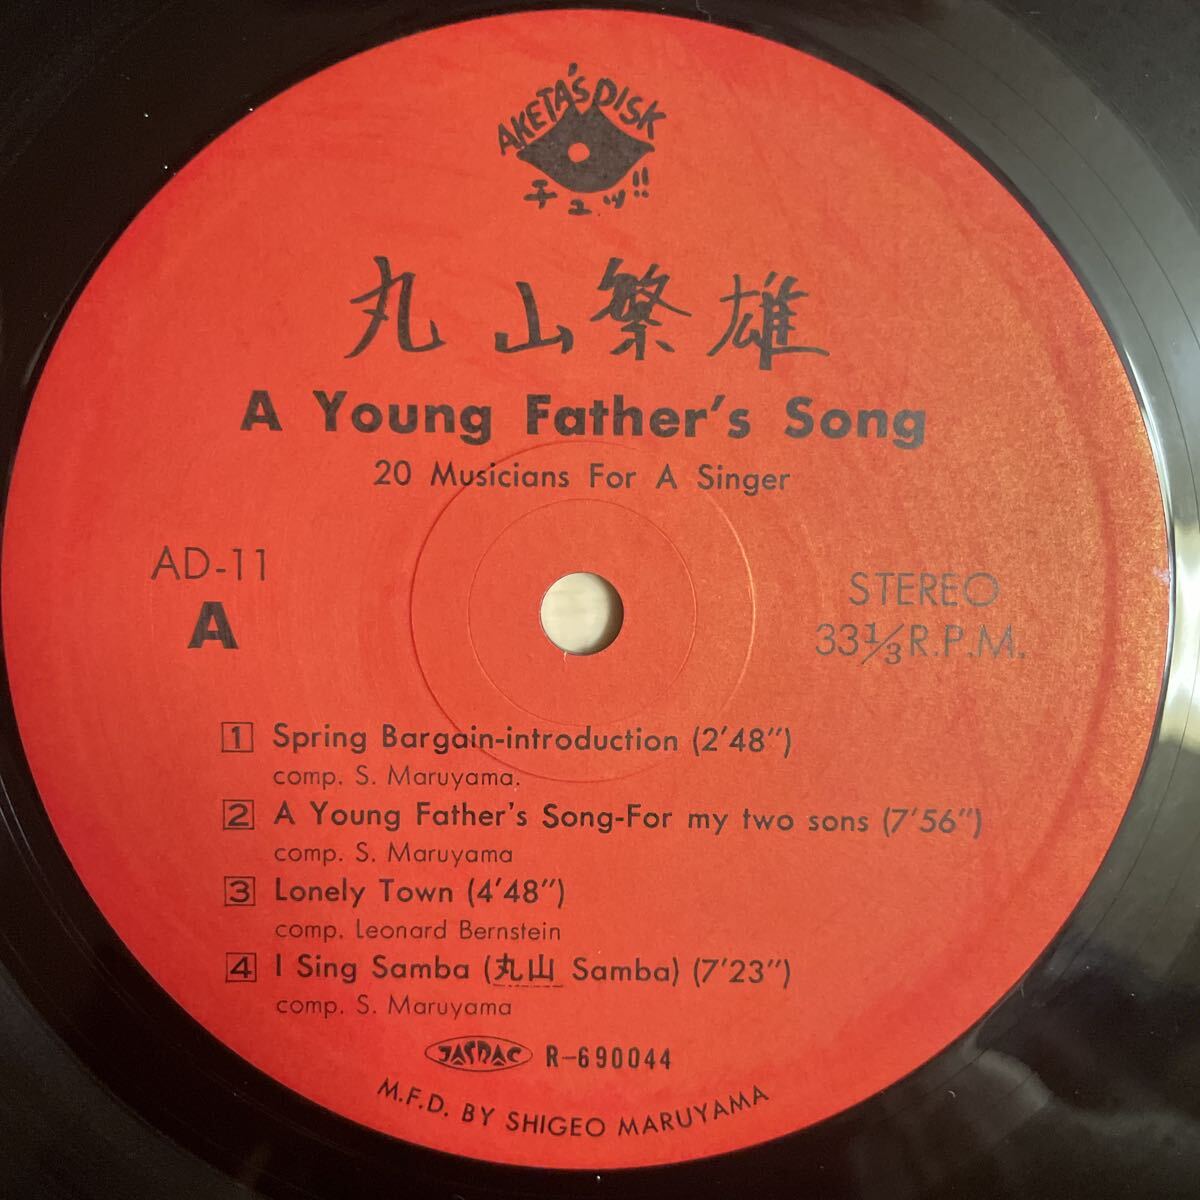 AKETA'S DISK
チュッ!!
丸山繁雄
A Young Father's Song
20 Musicians For A Singer
AD-11
A
STEREO
33⅓ R.P.M.
1 Spring Bargain-introduction (2'48")
comp. S. Maruyama.
2 A Young Father's Song-For my two sons (7'56")
comp. S. Maruyama
3 Lonely Town (4'48")
comp. Leonard Bernstein
4 I Sing Samba (丸山 Samba) (7'23")
comp. S. Maruyama
JASRAC R-690044
M.F.D. BY SHIGEO MARUYAMA